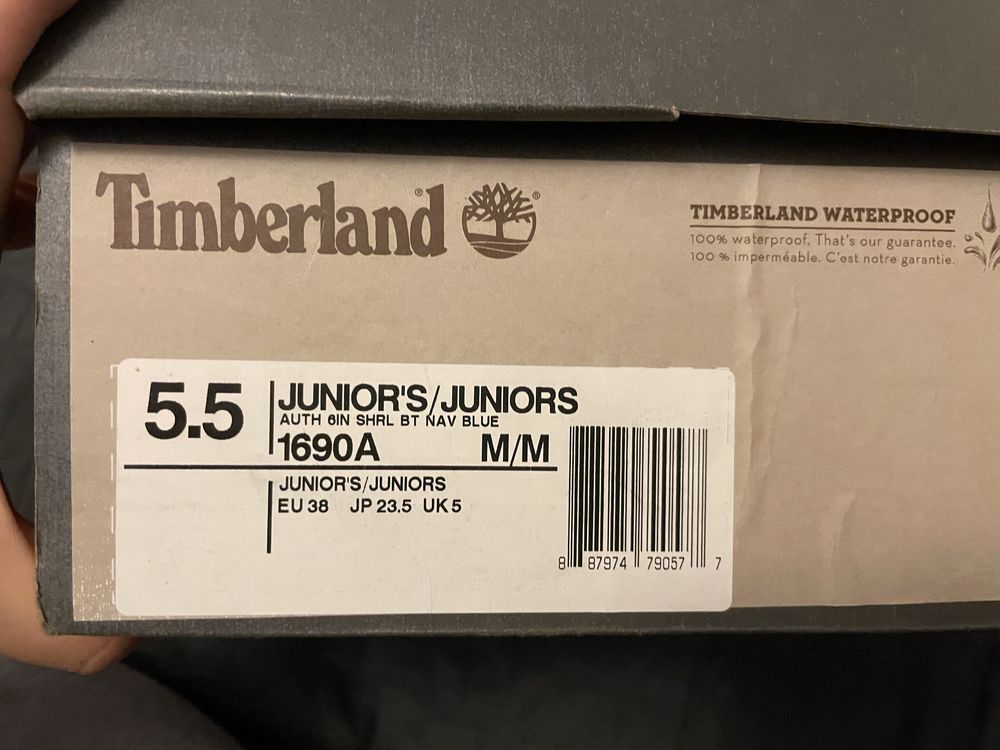 Timberland® ®
TIMBERLAND WATERPROOF
100% waterproof. That's our guarantee.
100 % imperméable. C'est notre garantie.
5.5
JUNIOR'S/JUNIORS
AUTH 6IN SHRL BT NAV BLUE
1690A M/M
JUNIOR'S/JUNIORS
EU 38 JP 23.5 UK 5
8 87974 79057 7